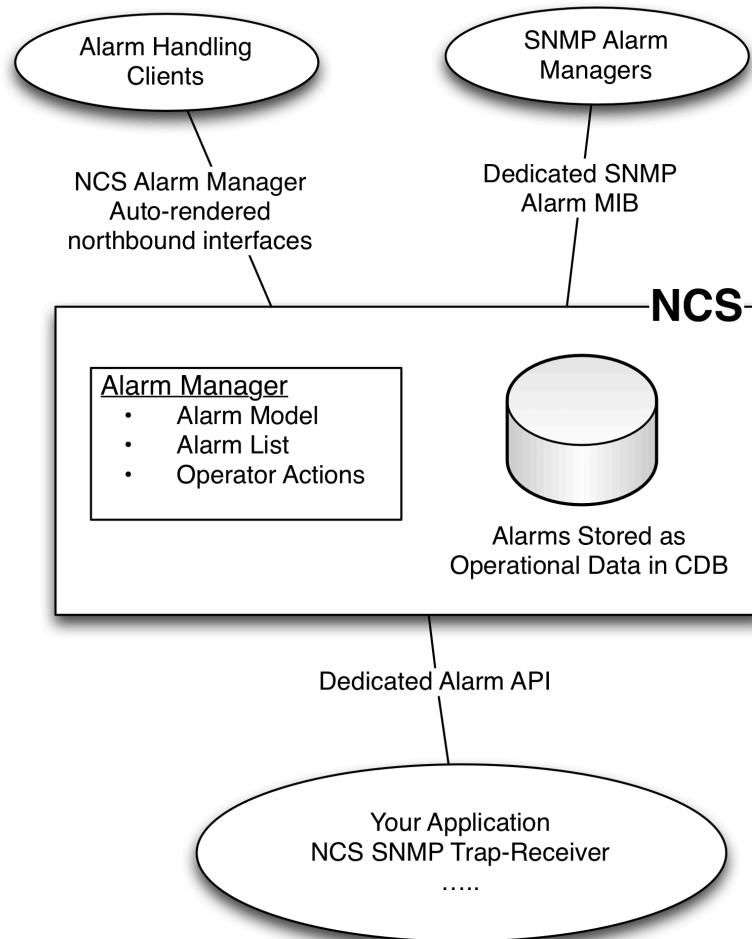 Alarm Handling
Clients
SNMP Alarm
Managers
NCS Alarm Manager
Auto-rendered
northbound interfaces
Dedicated SNMP
Alarm MIB
NCS
Alarm Manager
• Alarm Model
• Alarm List
• Operator Actions
Alarms Stored as
Operational Data in CDB
Dedicated Alarm API
Your Application
NCS SNMP Trap-Receiver
.....